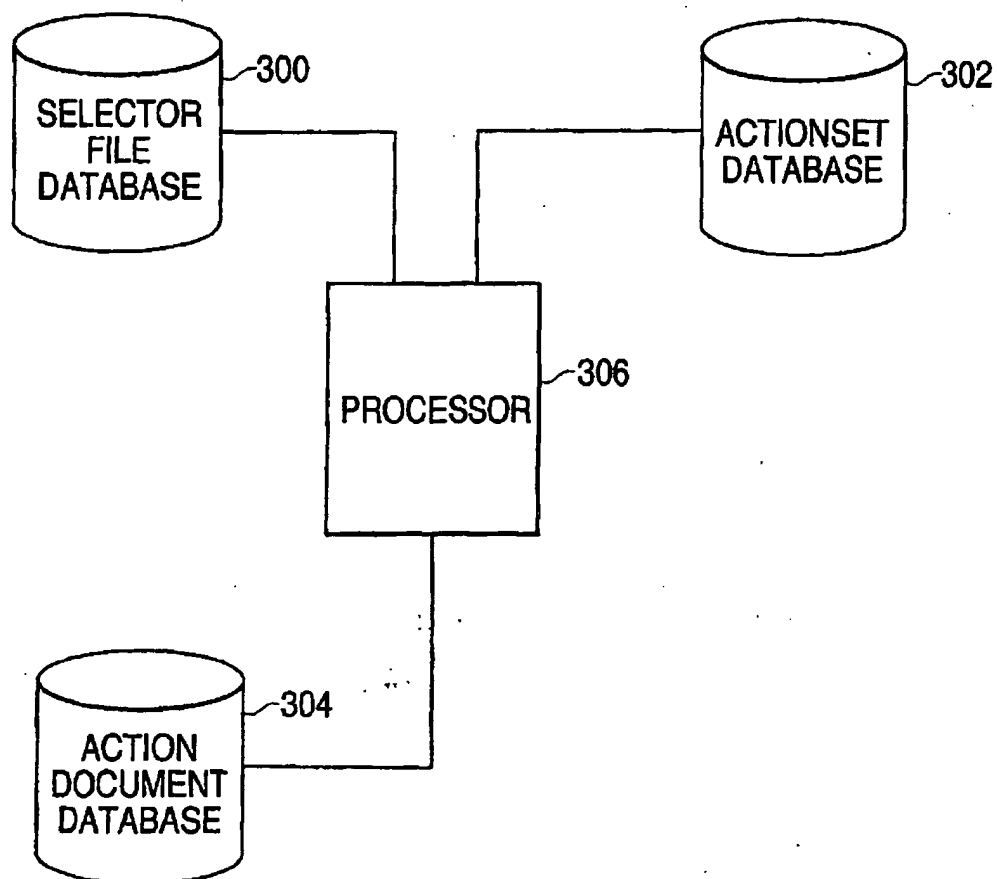 300
SELECTOR
FILE
DATABASE
302
ACTIONSET
DATABASE
306
PROCESSOR
304
ACTION
DOCUMENT
DATABASE